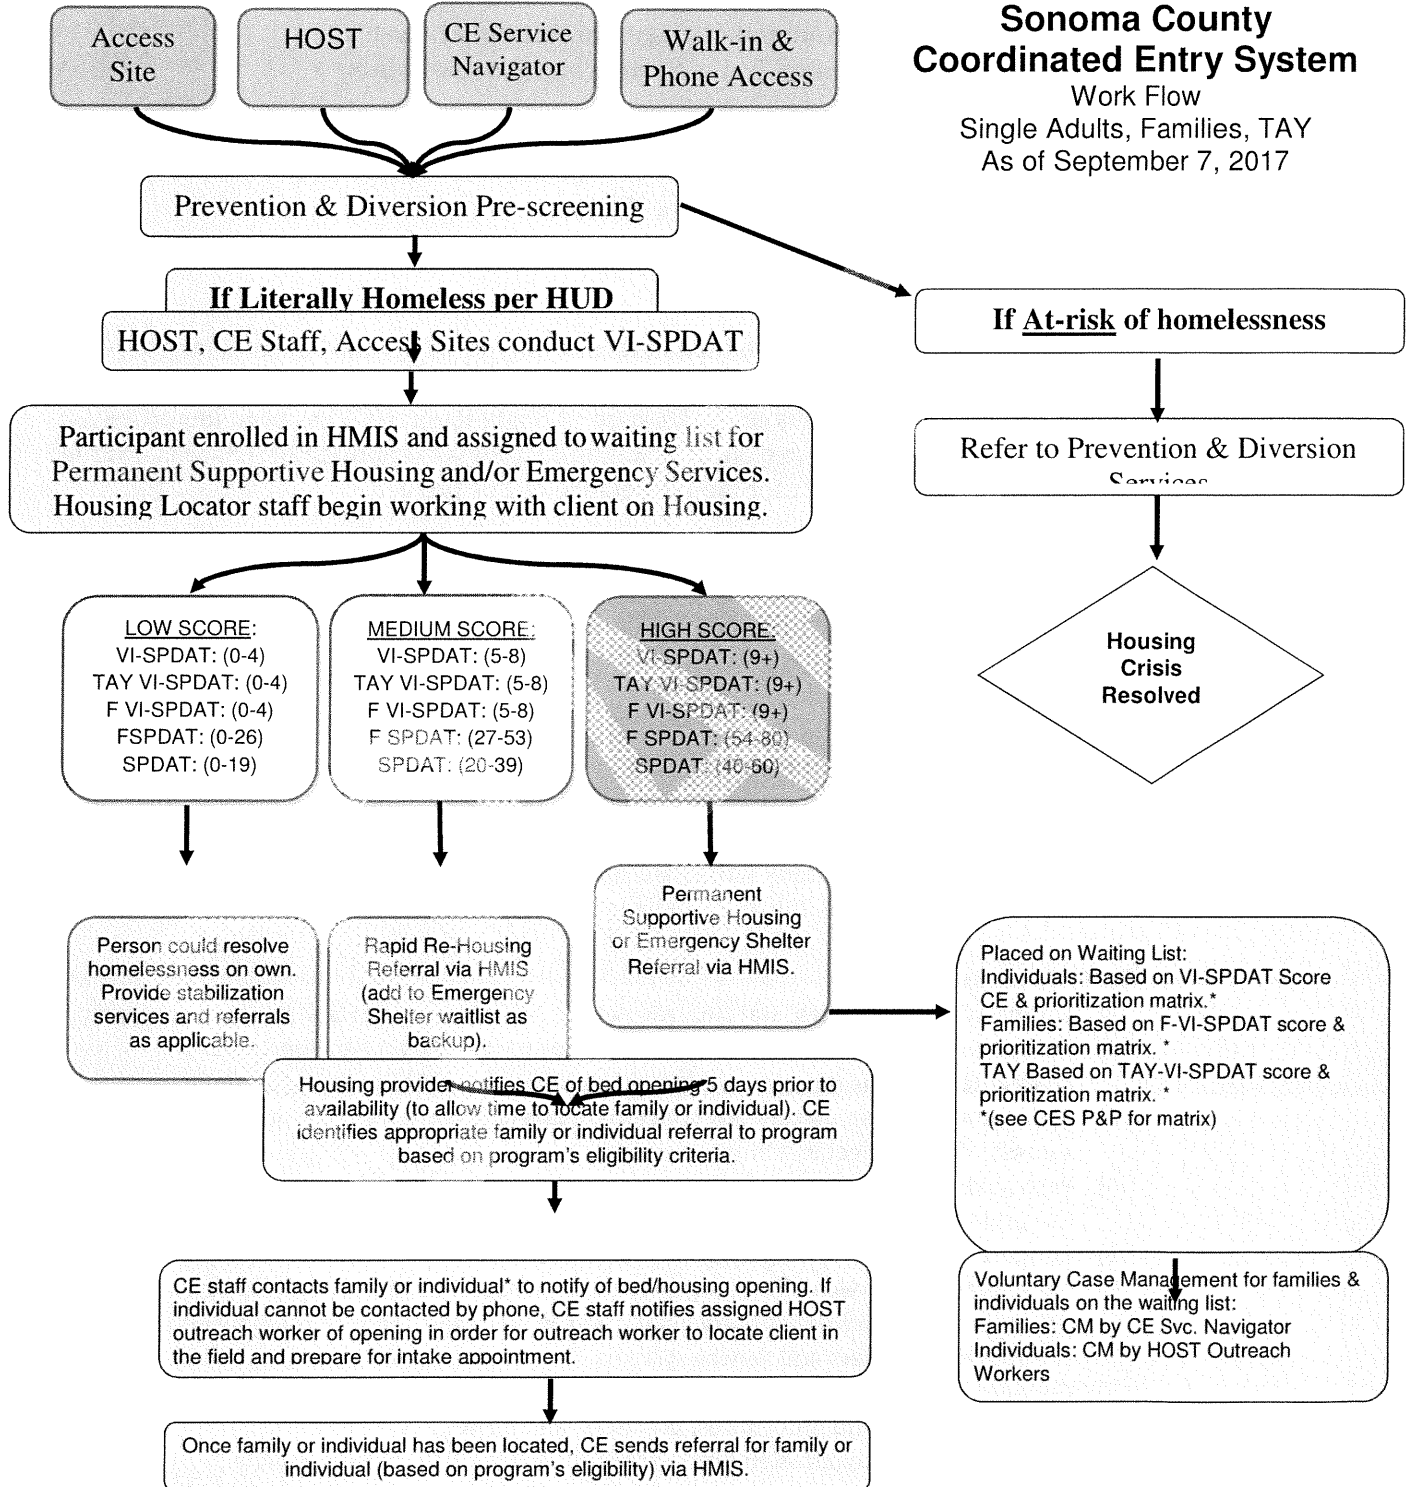 Sonoma County
Coordinated Entry System
Work Flow
Single Adults, Families, TAY
As of September 7, 2017
Access
Site
HOST
CE Service
Navigator
Walk-in &
Phone Access
Prevention & Diversion Pre-screening
If Literally Homeless per HUD
HOST, CE Staff, Access Sites conduct VI-SPDAT
If At-risk of homelessness
Participant enrolled in HMIS and assigned to waiting list for
Permanent Supportive Housing and/or Emergency Services.
Housing Locator staff begin working with client on Housing.
Refer to Prevention & Diversion
Services
Housing
Crisis
Resolved
LOW SCORE:
VI-SPDAT: (0-4)
TAY VI-SPDAT: (0-4)
F VI-SPDAT: (0-4)
FSPDAT: (0-26)
SPDAT: (0-19)
MEDIUM SCORE:
VI-SPDAT: (5-8)
TAY VI-SPDAT: (5-8)
F VI-SPDAT: (5-8)
F SPDAT: (27-53)
SPDAT: (20-39)
HIGH SCORE:
VI-SPDAT: (9+)
TAY VI-SPDAT: (9+)
F VI-SPDAT: (9+)
F SPDAT: (54-80)
SPDAT: (40-60)
Person could resolve
homelessness on own.
Provide stabilization
services and referrals
as applicable.
Rapid Re-Housing
Referral via HMIS
(add to Emergency
Shelter waitlist as
backup).
Permanent
Supportive Housing
or Emergency Shelter
Referral via HMIS.
Placed on Waiting List:
Individuals: Based on VI-SPDAT Score
CE & prioritization matrix.*
Families: Based on F-VI-SPDAT score &
prioritization matrix. *
TAY Based on TAY-VI-SPDAT score &
prioritization matrix. *
*(see CES P&P for matrix)
Housing provider notifies CE of bed opening 5 days prior to
availability (to allow time to locate family or individual). CE
identifies appropriate family or individual referral to program
based on program's eligibility criteria.
Voluntary Case Management for families &
individuals on the waiting list:
Families: CM by CE Svc. Navigator
Individuals: CM by HOST Outreach
Workers
CE staff contacts family or individual* to notify of bed/housing opening. If
individual cannot be contacted by phone, CE staff notifies assigned HOST
outreach worker of opening in order for outreach worker to locate client in
the field and prepare for intake appointment.
Once family or individual has been located, CE sends referral for family or
individual (based on program's eligibility) via HMIS.